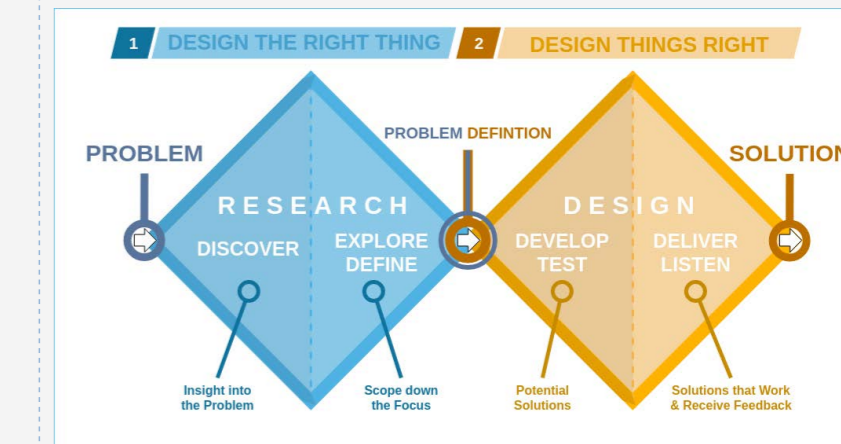 1 DESIGN THE RIGHT THING 2 DESIGN THINGS RIGHT
PROBLEM DEFINTION
PROBLEM
SOLUTION
RESEARCH
DESIGN
DISCOVER
EXPLORE
DEFINE
DEVELOP
TEST
DELIVER
LISTEN
Insight into
the Problem
Scope down
the Focus
Potential
Solutions
Solutions that Work
& Receive Feedback